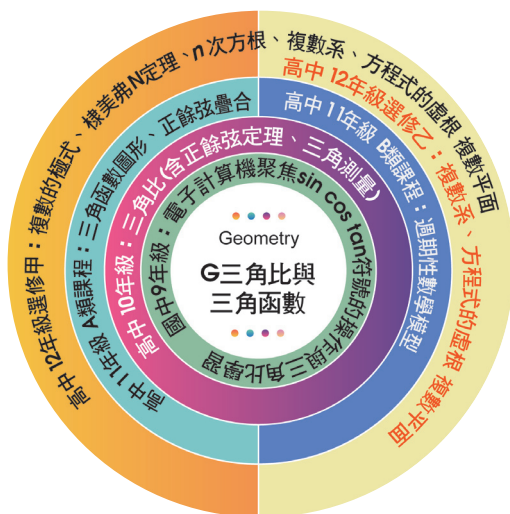 Geometry
G三角比與
三角函數
國中9年級：電子計算機聚焦sin cos tan符號的操作與三角比學習
高中 10年級：三角比(含正餘弦定理、三角測量)
高中 11年級 A類課程：三角函數圖形、正餘弦疊合
高中 11年級 B類課程：週期性數學模型
高中 12年級選修甲：複數的極式、棣美弗N定理、n 次方根、複數系、方程式的虛根 複數平面
高中 12年級選修乙：複數系、方程式的虛根 複數平面